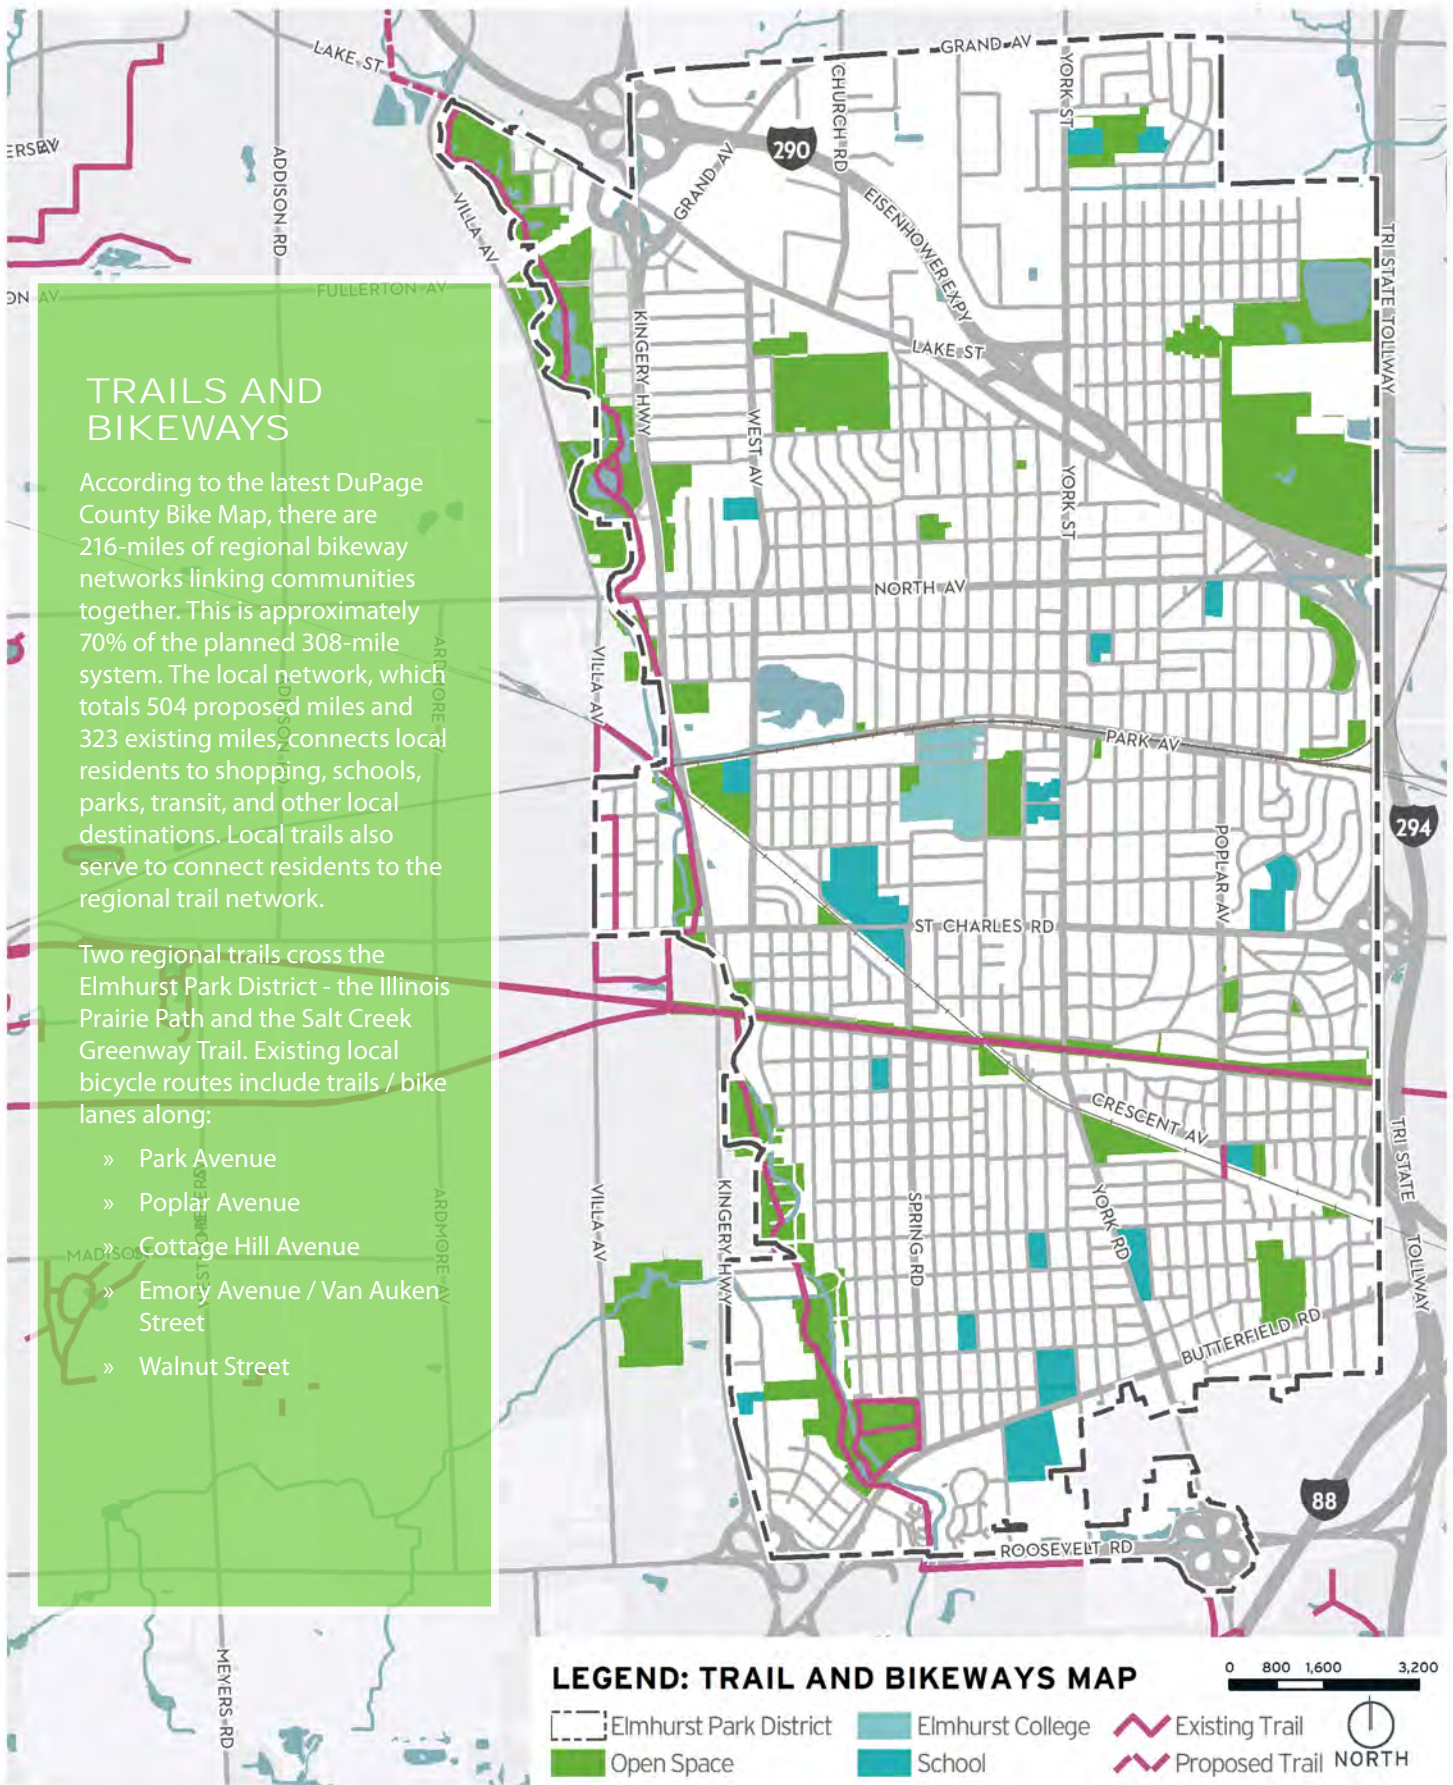 LAKE ST
GRAND AV
CHURCH RD
YORK ST
290
ADDISON RD
GRAND AV
VILLA AV
EISENHOWER EXPY
TRI STATE TOLLWAY
FULLERTON AV
ON AV
KINGERY HWY
LAKE ST
TRAILS AND
BIKEWAYS
According to the latest DuPage
County Bike Map, there are
216-miles of regional bikeway
networks linking communities
together. This is approximately
70% of the planned 308-mile
system. The local network, which
totals 504 proposed miles and
323 existing miles, connects local
residents to shopping, schools,
parks, transit, and other local
destinations. Local trails also
serve to connect residents to the
regional trail network.
Two regional trails cross the
Elmhurst Park District - the Illinois
Prairie Path and the Salt Creek
Greenway Trail. Existing local
bicycle routes include trails / bike
lanes along:
» Park Avenue
» Poplar Avenue
» Cottage Hill Avenue
» Emory Avenue / Van Auken
Street
» Walnut Street
WEST AV
YORK ST
NORTH AV
ARDMORE AV
VILLA AV
PARK AV
294
POPLAR AV
ST CHARLES RD
CRESCENT AV
TRI STATE
TOLLWAY
VILLA AV
ARDMORE AV
KINGERY HWY
SPRING RD
YORK RD
MADISON
BUTTERFIELD RD
88
ROOSEVELT RD
MEYERS RD
LEGEND: TRAIL AND BIKEWAYS MAP
0 800 1,600 3,200
Elmhurst Park District
Elmhurst College
Existing Trail
Open Space
School
Proposed Trail
NORTH